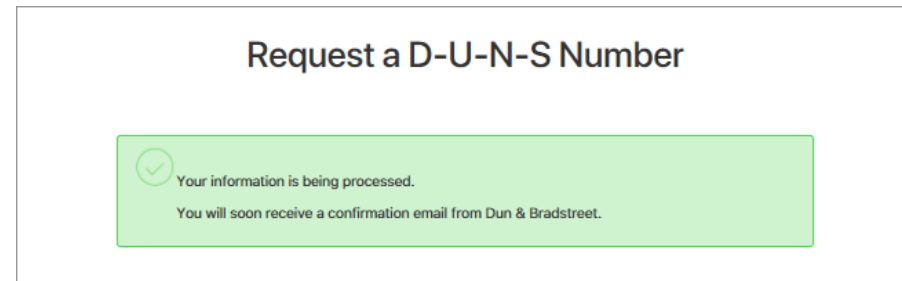 Request a D-U-N-S Number
Your information is being processed.
You will soon receive a confirmation email from Dun & Bradstreet.